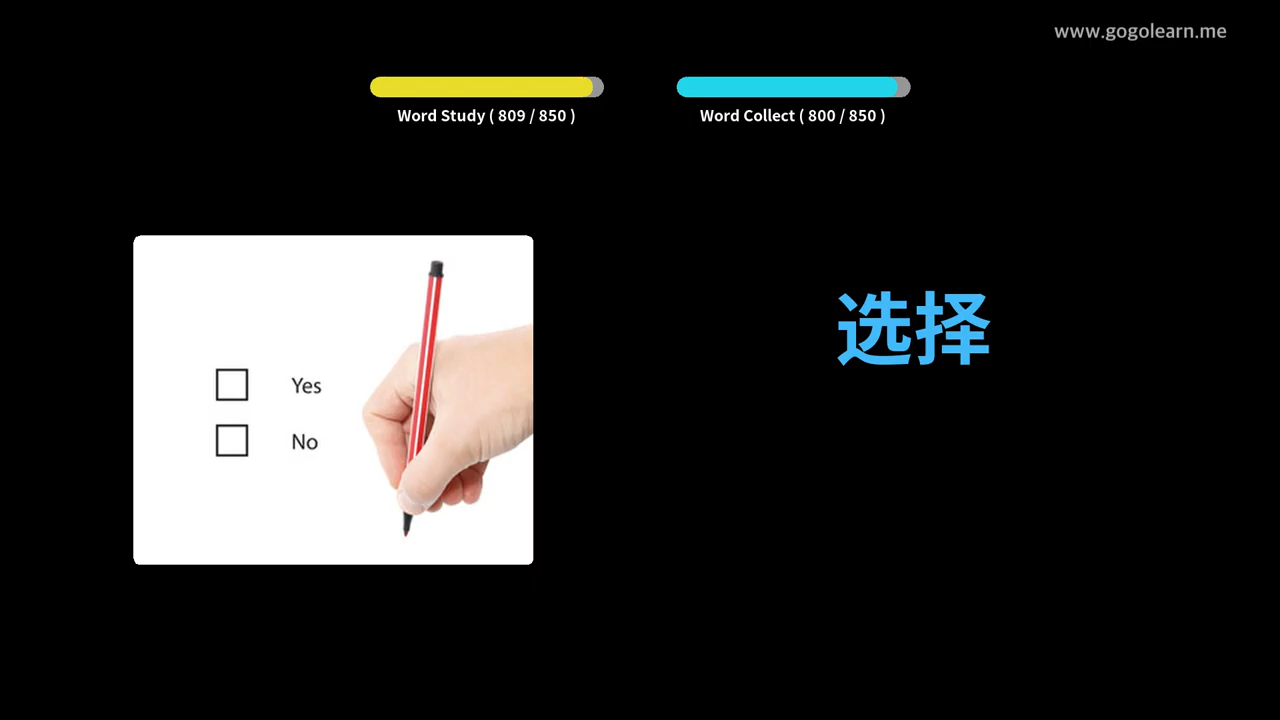 www.gogolearn.me
Word Study ( 809 / 850 )
Word Collect ( 800 / 850 )
选择
Yes
No